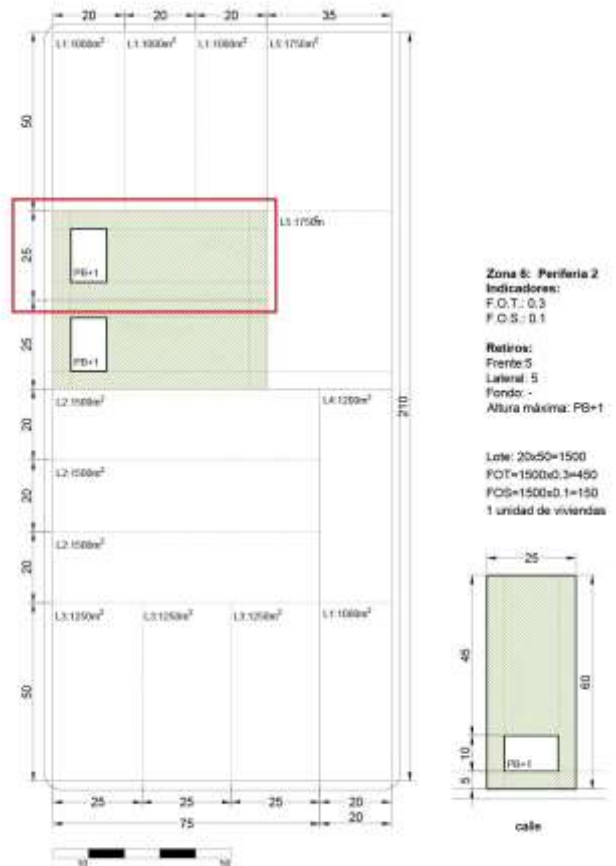 20 20 20 35
L1:1000m² L1:1000m² L1:1000m² L5:1750m²
50
L5:1750m
25
PB+1
25
PB+1
L2:1500m² L4:1200m²
210
20
L2:1500m²
20
L2:1500m²
20
L3:1250m² L3:1250m² L3:1250m² L1:1000m²
50
25 25 25 20
75 20
Zona 6: Periferia 2
Indicadores:
F.O.T.: 0.3
F.O.S.: 0.1
Retiros:
Frente:5
Lateral: 5
Fondo: -
Altura máxima: PB+1
Lote: 20x50=1500
FOT=1500x0.3=450
FOS=1500x0.1=150
1 unidad de viviendas
25
45
60
10
PB+1
5
calle